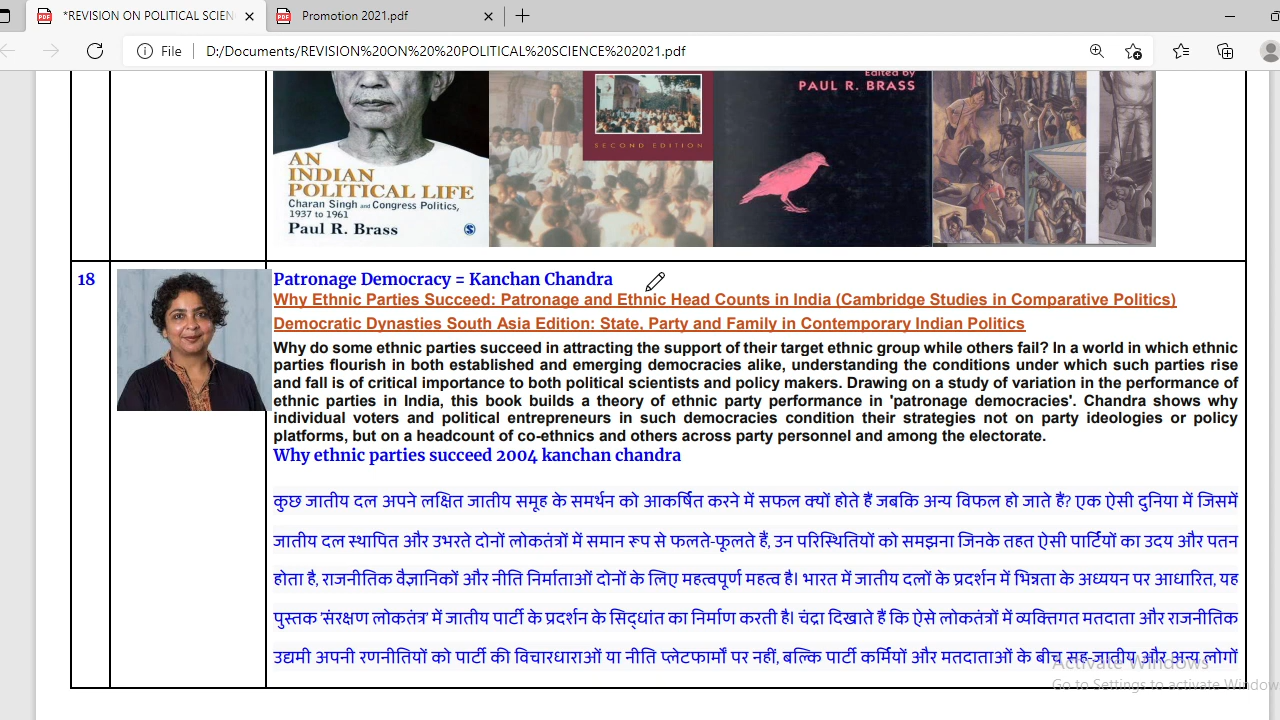 *REVISION ON POLITICAL SCIEN
Promotion 2021.pdf
File
D:/Documents/REVISION%20ON%20%20POLITICAL%20SCIENCE%202021.pdf
Edited by
PAUL R. BRASS
SECOND EDITION
AN
INDIAN
POLITICAL LIFE
Charan Singh and Congress Politics,
1937 to 1961
Paul R. Brass
18
Patronage Democracy = Kanchan Chandra
Why Ethnic Parties Succeed: Patronage and Ethnic Head Counts in India (Cambridge Studies in Comparative Politics)
Democratic Dynasties South Asia Edition: State, Party and Family in Contemporary Indian Politics
Why do some ethnic parties succeed in attracting the support of their target ethnic group while others fail? In a world in which ethnic
parties flourish in both established and emerging democracies alike, understanding the conditions under which such parties rise
and fall is of critical importance to both political scientists and policy makers. Drawing on a study of variation in the performance of
ethnic parties in India, this book builds a theory of ethnic party performance in 'patronage democracies'. Chandra shows why
individual voters and political entrepreneurs in such democracies condition their strategies not on party ideologies or policy
platforms, but on a headcount of co-ethnics and others across party personnel and among the electorate.
Why ethnic parties succeed 2004 kanchan chandra
कुछ जातीय दल अपने लक्षित जातीय समूह के समर्थन को आकर्षित करने में सफल क्यों होते हैं जबकि अन्य विफल हो जाते हैं? एक ऐसी दुनिया में जिसमें
जातीय दल स्थापित और उभरते दोनों लोकतंत्रों में समान रूप से फलते-फूलते हैं, उन परिस्थितियों को समझना जिनके तहत ऐसी पार्टियों का उदय और पतन
होता है, राजनीतिक वैज्ञानिकों और नीति निर्माताओं दोनों के लिए महत्वपूर्ण महत्व है। भारत में जातीय दलों के प्रदर्शन में भिन्नता के अध्ययन पर आधारित, यह
पुस्तक 'संरक्षण लोकतंत्र' में जातीय पार्टी के प्रदर्शन के सिद्धांत का निर्माण करती है। चंद्रा दिखाते हैं कि ऐसे लोकतंत्रों में व्यक्तिगत मतदाता और राजनीतिक
उद्यमी अपनी रणनीतियों को पार्टी की विचारधाराओं या नीति प्लेटफार्मों पर नहीं, बल्कि पार्टी कर्मियों और मतदाताओं के बीच सह-जातीय और अन्य लोगों
Activate Windows
Go to Settings to activate Window